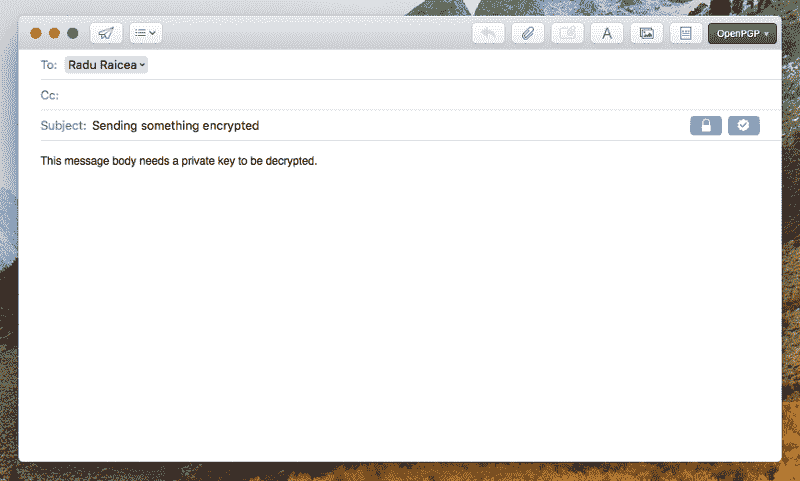 OpenPGP
To: Radu Raicea
Cc:
Subject: Sending something encrypted
This message body needs a private key to be decrypted.